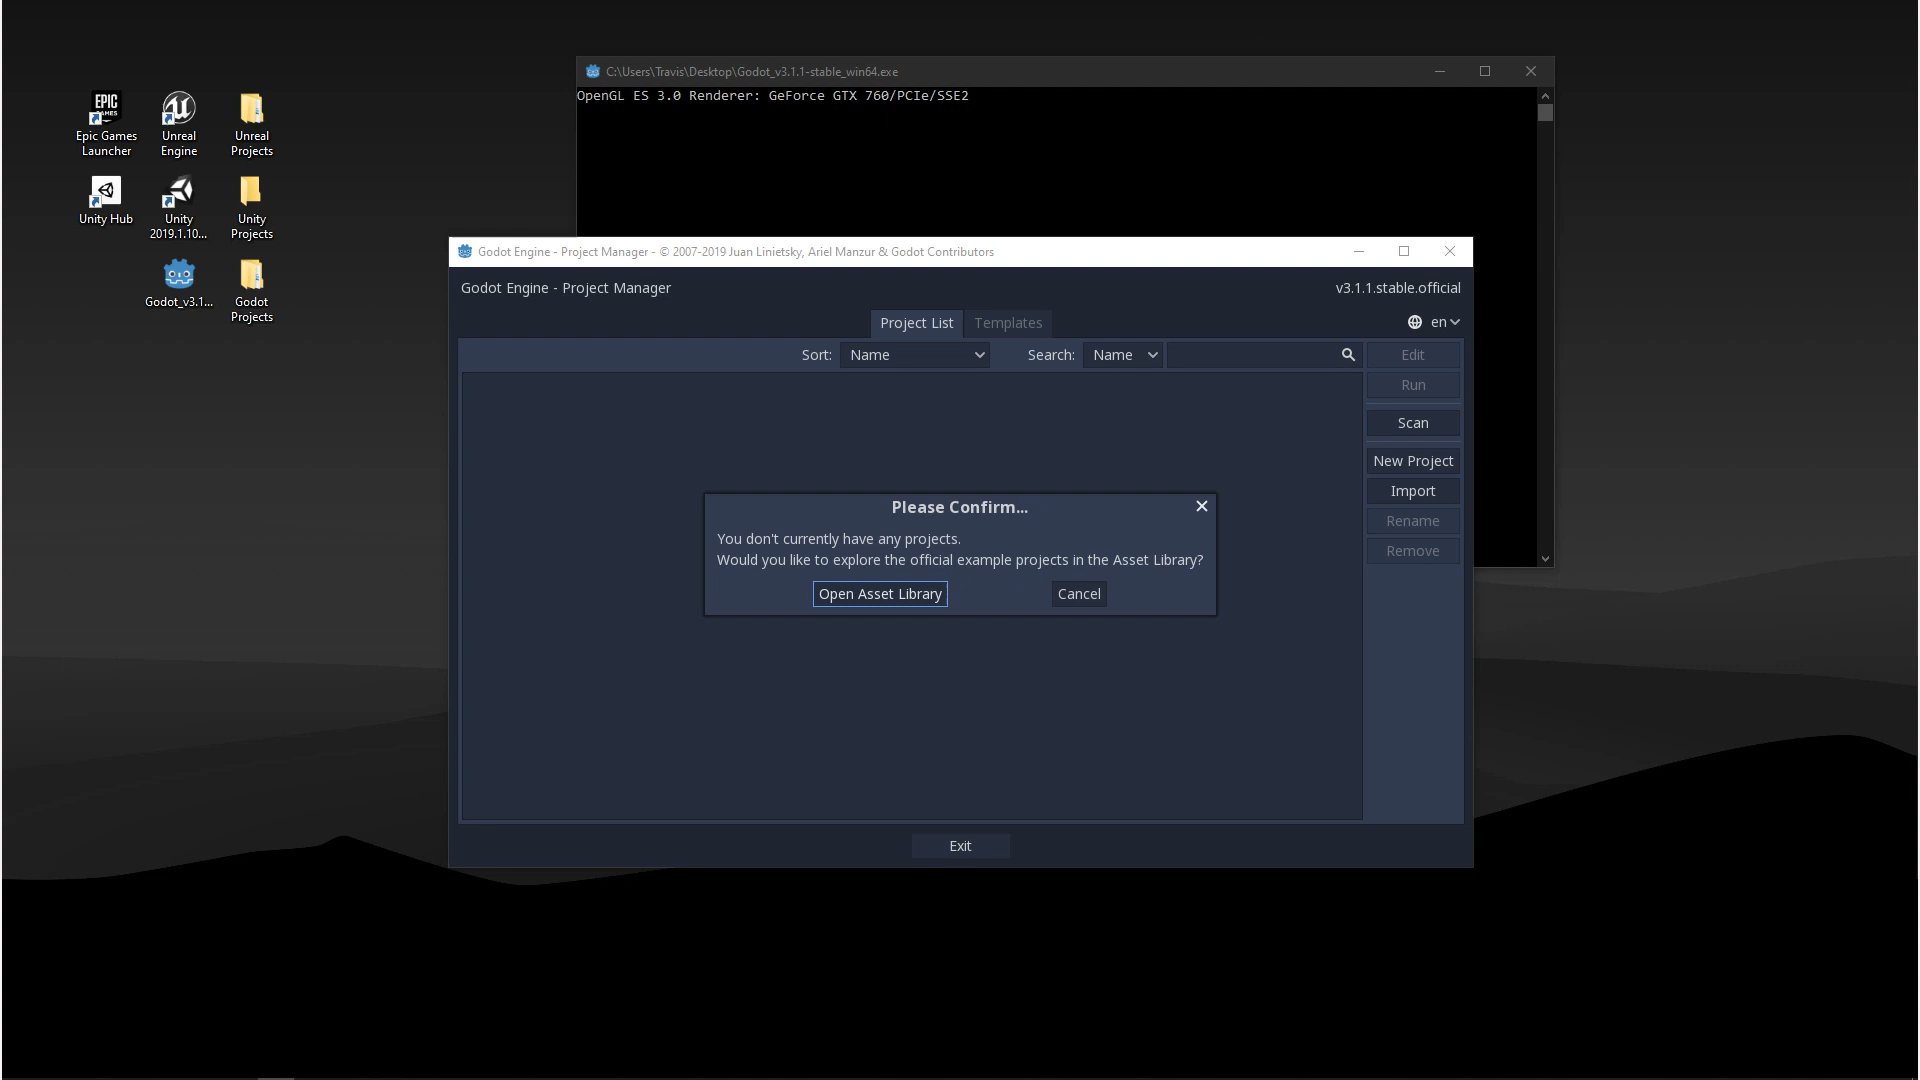 C:\Users\Travis\Desktop\Godot_v3.1.1-stable_win64.exe
OpenGL ES 3.0 Renderer: GeForce GTX 760/PCIe/SSE2
EPIC
GAMES
Epic Games
Launcher
Unreal
Engine
Unreal
Projects
Unity Hub
Unity
2019.1.10...
Unity
Projects
Godot_v3.1...
Godot
Projects
Godot Engine - Project Manager - © 2007-2019 Juan Linietsky, Ariel Manzur & Godot Contributors
Godot Engine - Project Manager
v3.1.1.stable.official
Project List
Templates
en
Sort:
Name
Search:
Name
Edit
Run
Scan
New Project
Import
Rename
Remove
Please Confirm...
You don't currently have any projects.
Would you like to explore the official example projects in the Asset Library?
Open Asset Library
Cancel
Exit